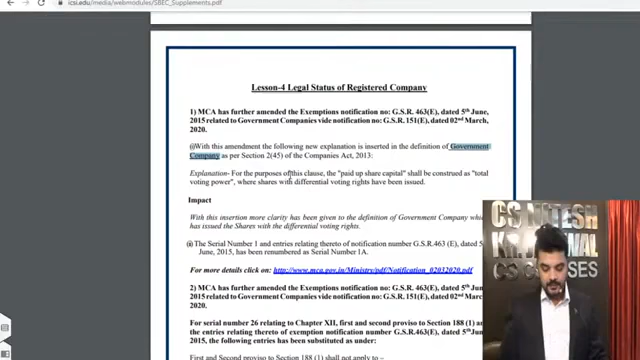 icsi.edu/media/webmodules/SBEC_Supplements.pdf
Lesson-4 Legal Status of Registered Company
1) MCA has further amended the Exemptions notification no: G.S.R. 463(E), dated 5th June,
2015 related to Government Companies vide notification no: G.S.R. 151(E), dated 02nd March,
2020.
(i)With this amendment the following new explanation is inserted in the definition of Government
Company as per Section 2(45) of the Companies Act, 2013:
Explanation- For the purposes of this clause, the "paid up share capital" shall be construed as "total
voting power", where shares with differential voting rights have been issued.
Impact
With this insertion more clarity has been given to the definition of Government Company which
has issued the Shares with the differential voting rights.
(ii) The Serial Number 1 and entries relating thereto of notification number G.S.R.463 (E), dated 5
June, 2015, has been renumbered as Serial Number 1A.
For more details click on: http://www.mca.gov.in/Ministry/pdf/Notification_02032020.pdf
2) MCA has further amended the Exemptions notification no: G.S.R. 463(E), dated 5th
2015 related to Government Companies vide notification no: G.S.R. 151(E), dated 02nd
2020.
For serial number 26 relating to Chapter XII, first and second proviso to Section 188 (1)
the entries relating thereto of exemption notification number G.S.R.463(E), dated 5th
2015, the following entries has been substituted as under:
First and Second proviso to Section 188 (1) shall not apply to –
CS NITESH
KR.
CS COURSES